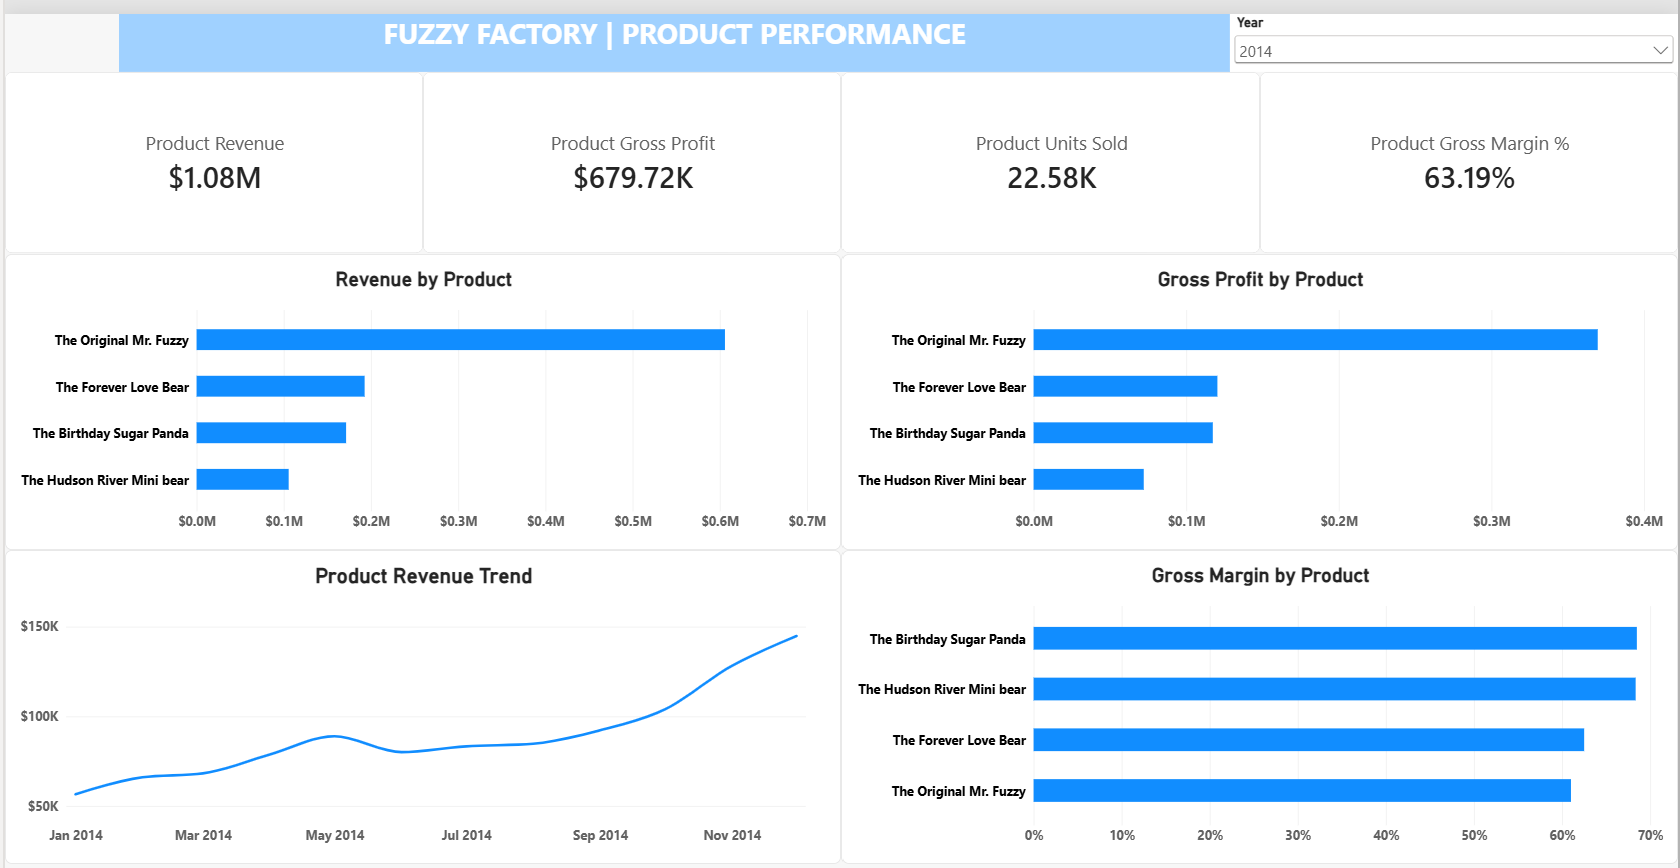 FUZZY FACTORY | PRODUCT PERFORMANCE
Year
2014
Product Revenue
$1.08M
Product Gross Profit
$679.72K
Product Units Sold
22.58K
Product Gross Margin %
63.19%
Revenue by Product
The Original Mr. Fuzzy
The Forever Love Bear
The Birthday Sugar Panda
The Hudson River Mini bear
$0.0M $0.1M $0.2M $0.3M $0.4M $0.5M $0.6M $0.7M
Gross Profit by Product
The Original Mr. Fuzzy
The Forever Love Bear
The Birthday Sugar Panda
The Hudson River Mini bear
$0.0M $0.1M $0.2M $0.3M $0.4M
Product Revenue Trend
$150K
$100K
$50K
Jan 2014 Mar 2014 May 2014 Jul 2014 Sep 2014 Nov 2014
Gross Margin by Product
The Birthday Sugar Panda
The Hudson River Mini bear
The Forever Love Bear
The Original Mr. Fuzzy
0% 10% 20% 30% 40% 50% 60% 70%